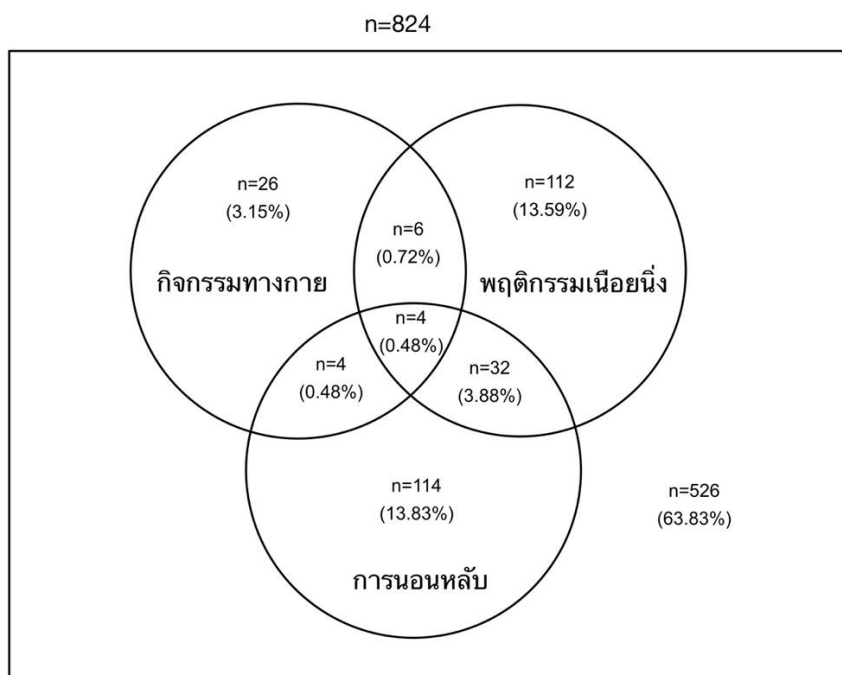 n=824
n=26
(3.15%)
n=112
(13.59%)
n=6
(0.72%)
กิจกรรมทางกาย
พฤติกรรมเนือยนิ่ง
n=4
(0.48%)
n=4
(0.48%)
n=32
(3.88%)
n=114
(13.83%)
n=526
(63.83%)
การนอนหลับ